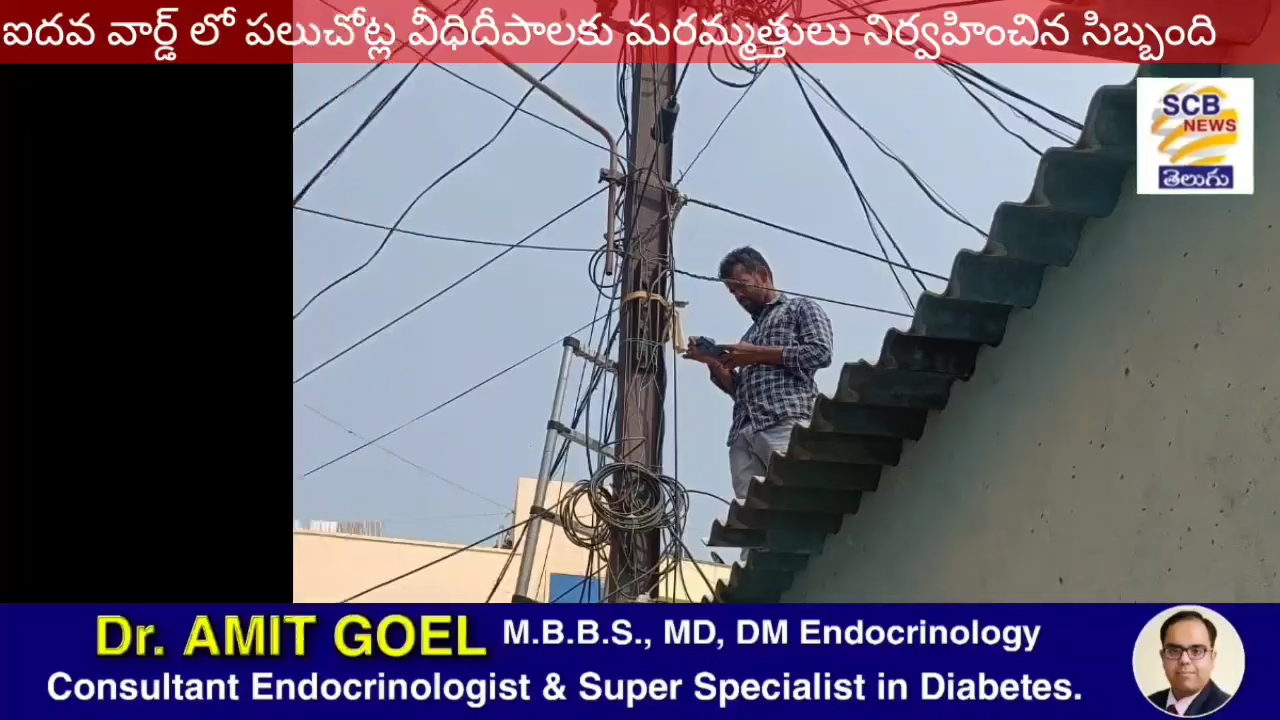 ఐదవ వార్డ్ లో పలుచోట్ల వీధిదీపాలకు మరమ్మత్తులు నిర్వహించిన సిబ్బంది
SCB
NEWS
తెలుగు
Dr. AMIT GOEL M.B.B.S., MD, DM Endocrinology
Consultant Endocrinologist & Super Specialist in Diabetes.